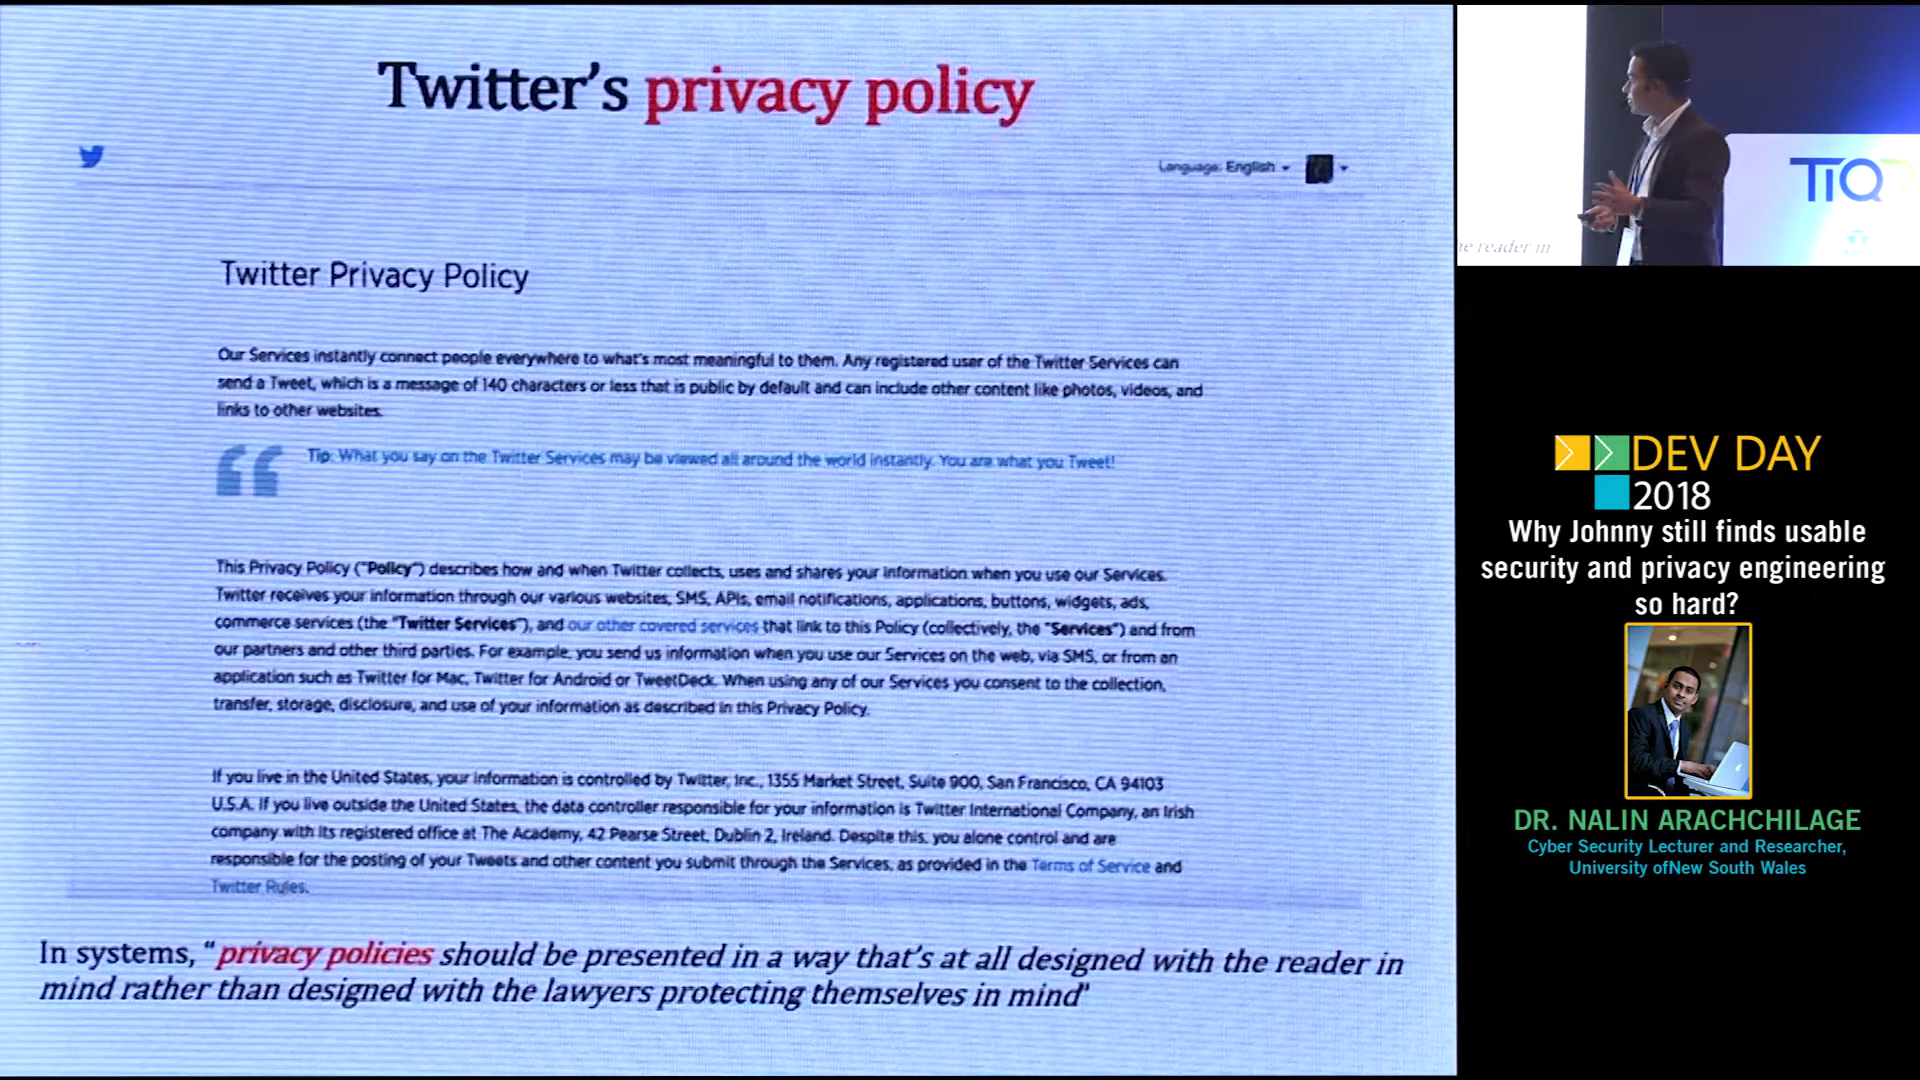 Twitter's privacy policy
Language: English
Twitter Privacy Policy
Our Services instantly connect people everywhere to what's most meaningful to them. Any registered user of the Twitter Services can
send a Tweet, which is a message of 140 characters or less that is public by default and can include other content like photos, videos, and
links to other websites.
Tip: What you say on the Twitter Services may be viewed all around the world instantly. You are what you Tweet!
This Privacy Policy ("Policy") describes how and when Twitter collects, uses and shares your information when you use our Services.
Twitter receives your information through our various websites, SMS, APIs, email notifications, applications, buttons, widgets, ads,
commerce services (the "Twitter Services"), and our other covered services that link to this Policy (collectively, the "Services") and from
our partners and other third parties. For example, you send us information when you use our Services on the web, via SMS, or from an
application such as Twitter for Mac, Twitter for Android or TweetDeck. When using any of our Services you consent to the collection,
transfer, storage, disclosure, and use of your information as described in this Privacy Policy.
If you live in the United States, your information is controlled by Twitter, Inc., 1355 Market Street, Suite 900, San Francisco, CA 94103
U.S.A. If you live outside the United States, the data controller responsible for your information is Twitter International Company, an Irish
company with its registered office at The Academy, 42 Pearse Street, Dublin 2, Ireland. Despite this, you alone control and are
responsible for the posting of your Tweets and other content you submit through the Services, as provided in the Terms of Service and
Twitter Rules.
In systems, "privacy policies should be presented in a way that's at all designed with the reader in
mind rather than designed with the lawyers protecting themselves in mind"
reader in
TIQ
DEV DAY
2018
Why Johnny still finds usable
security and privacy engineering
so hard?
DR. NALIN ARACHCHILAGE
Cyber Security Lecturer and Researcher,
University ofNew South Wales